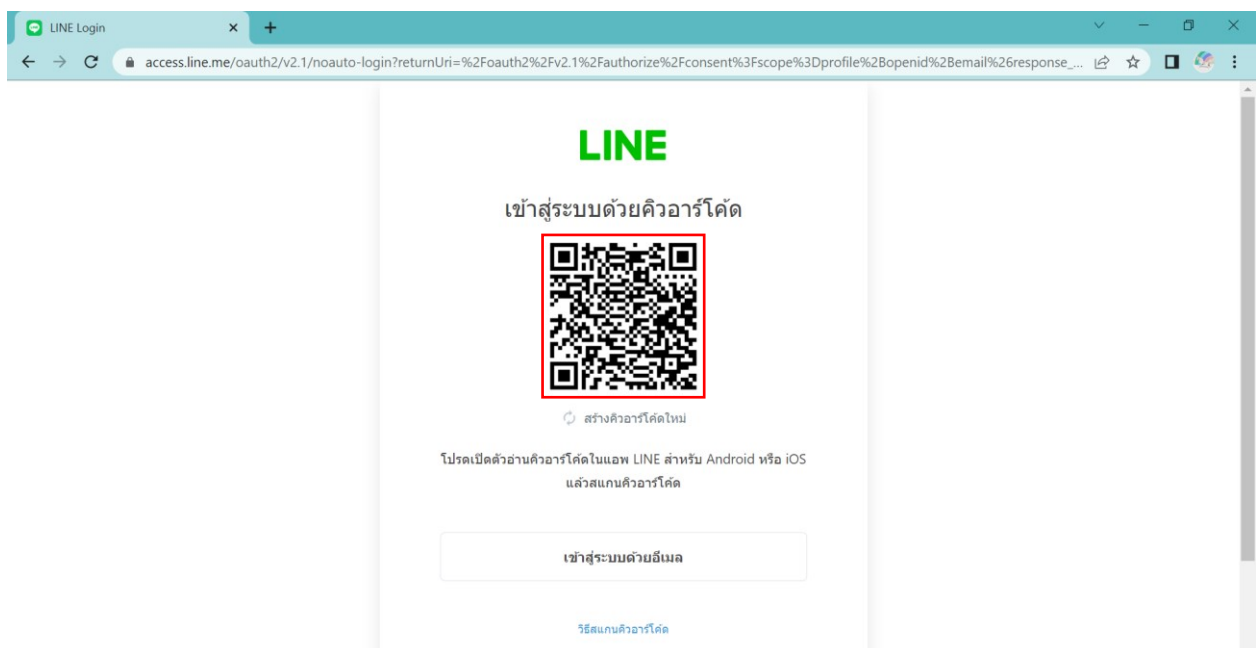 LINE Login
access.line.me/oauth2/v2.1/noauto-login?returnUri=%2Foauth2%2Fv2.1%2Fauthorize%2Fconsent%3Fscope%3Dprofile%2Bopenid%2Bemail%26response_...
LINE
เข้าสู่ระบบด้วยคิวอาร์โค้ด
สร้างคิวอาร์โค้ดใหม่
โปรดเปิดตัวอ่านคิวอาร์โค้ดในแอพ LINE สำหรับ Android หรือ iOS
แล้วสแกนคิวอาร์โค้ด
เข้าสู่ระบบด้วยอีเมล
วิธีสแกนคิวอาร์โค้ด